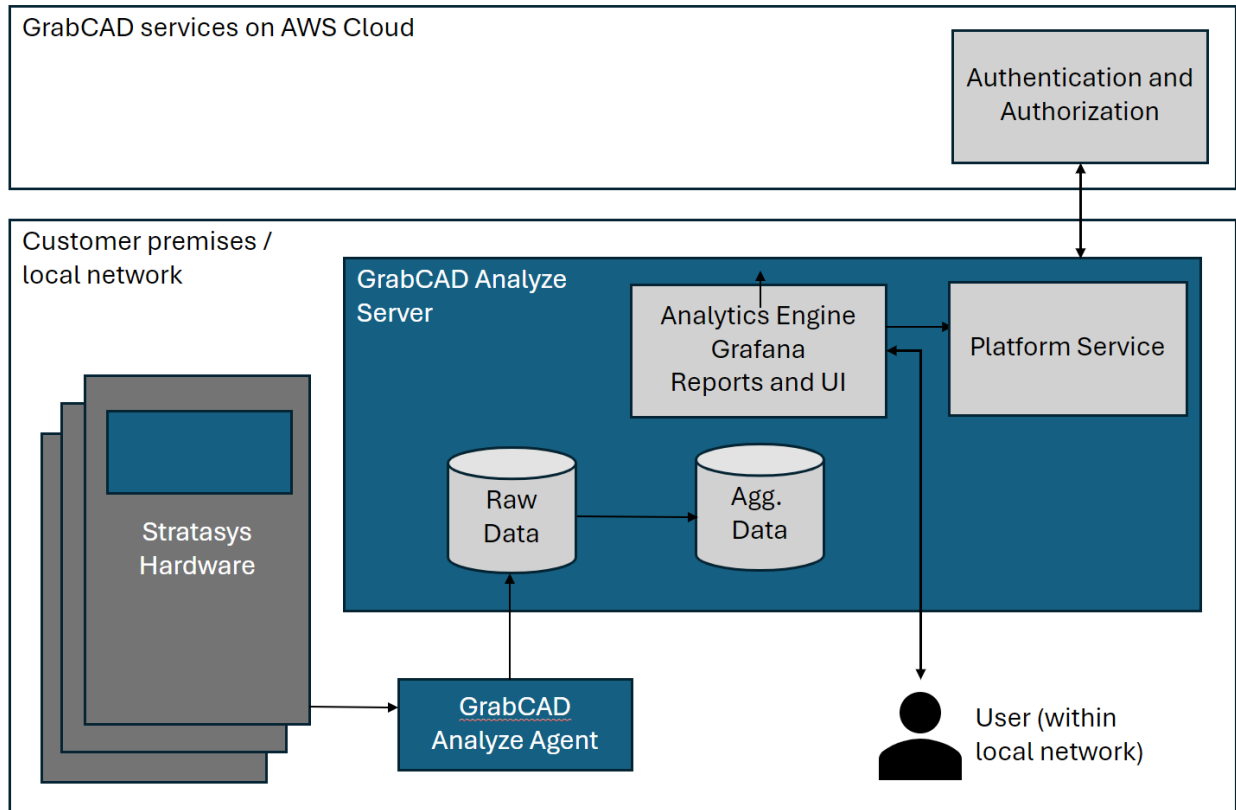 GrabCAD services on AWS Cloud
Authentication and
Authorization
Customer premises /
local network
GrabCAD Analyze
Server
Analytics Engine
Grafana
Reports and UI
Platform Service
Raw
Data
Agg.
Data
Stratasys
Hardware
GrabCAD
Analyze Agent
User (within
local network)